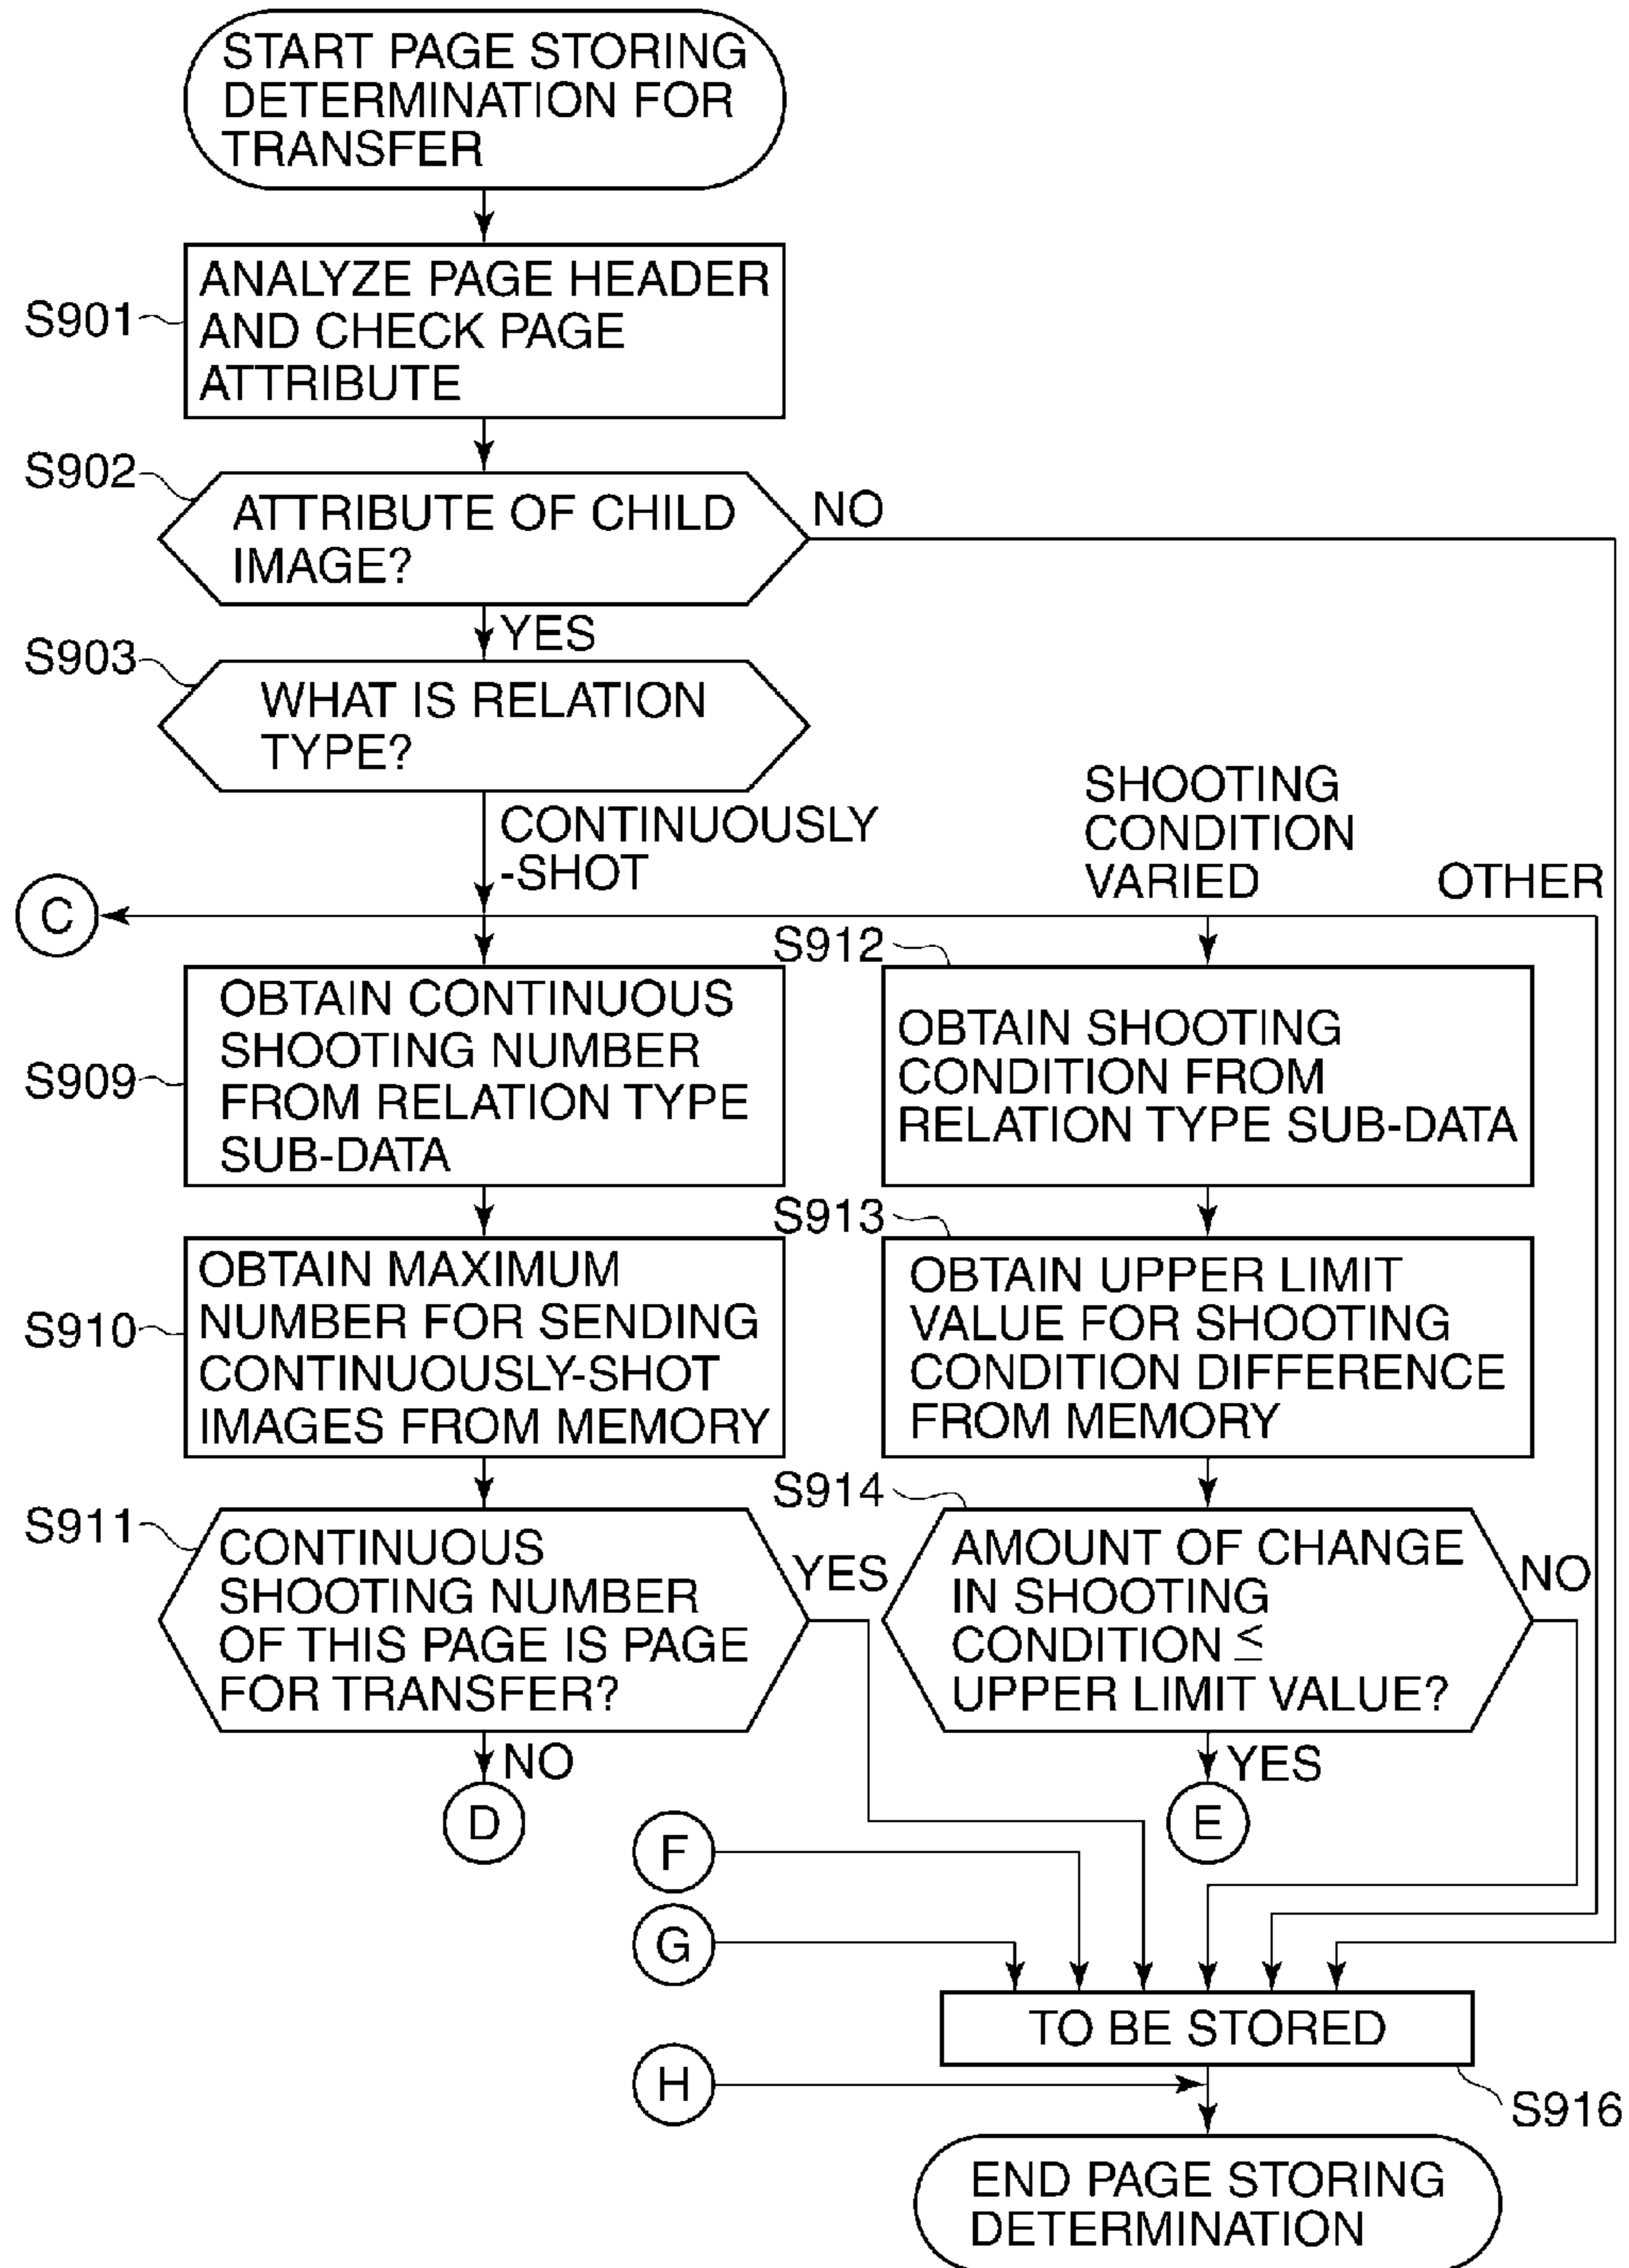 START PAGE STORING
DETERMINATION FOR
TRANSFER
S901
ANALYZE PAGE HEADER
AND CHECK PAGE
ATTRIBUTE
S902
ATTRIBUTE OF CHILD
IMAGE?
NO
YES
S903
WHAT IS RELATION
TYPE?
CONTINUOUSLY
-SHOT
SHOOTING
CONDITION
VARIED
OTHER
C
S909
OBTAIN CONTINUOUS
SHOOTING NUMBER
FROM RELATION TYPE
SUB-DATA
S912
OBTAIN SHOOTING
CONDITION FROM
RELATION TYPE SUB-DATA
S910
OBTAIN MAXIMUM
NUMBER FOR SENDING
CONTINUOUSLY-SHOT
IMAGES FROM MEMORY
S913
OBTAIN UPPER LIMIT
VALUE FOR SHOOTING
CONDITION DIFFERENCE
FROM MEMORY
S911
CONTINUOUS
SHOOTING NUMBER
OF THIS PAGE IS PAGE
FOR TRANSFER?
YES
NO
D
S914
AMOUNT OF CHANGE
IN SHOOTING
CONDITION ≤
UPPER LIMIT VALUE?
NO
YES
E
F
G
TO BE STORED
H
S916
END PAGE STORING
DETERMINATION